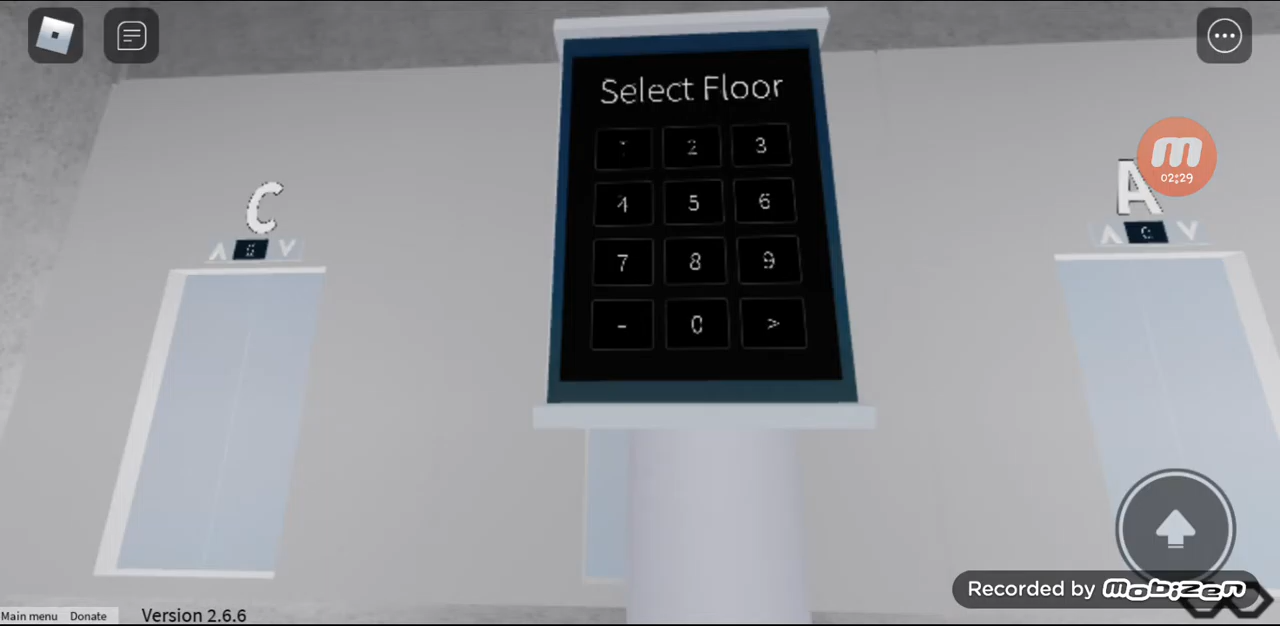 Select Floor
1 2 3
4 5 6
7 8 9
- 0 >
C
A
02:29
Recorded by mobizen
Main menu Donate
Version 2.6.6